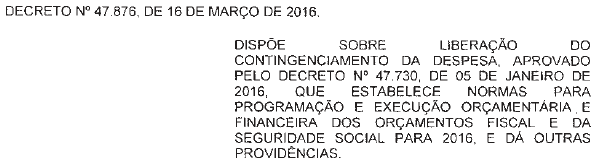 DECRETO Nº 47.876, DE 16 DE MARÇO DE 2016.
DISPÕE SOBRE LIBERAÇÃO DO
CONTINGENCIAMENTO DA DESPESA, APROVADO
PELO DECRETO Nº 47.730, DE 05 DE JANEIRO DE
2016, QUE ESTABELECE NORMAS PARA
PROGRAMAÇÃO E EXECUÇÃO ORÇAMENTÁRIA E
FINANCEIRA DOS ORÇAMENTOS FISCAL E DA
SEGURIDADE SOCIAL PARA 2016, E DÁ OUTRAS
PROVIDÊNCIAS.